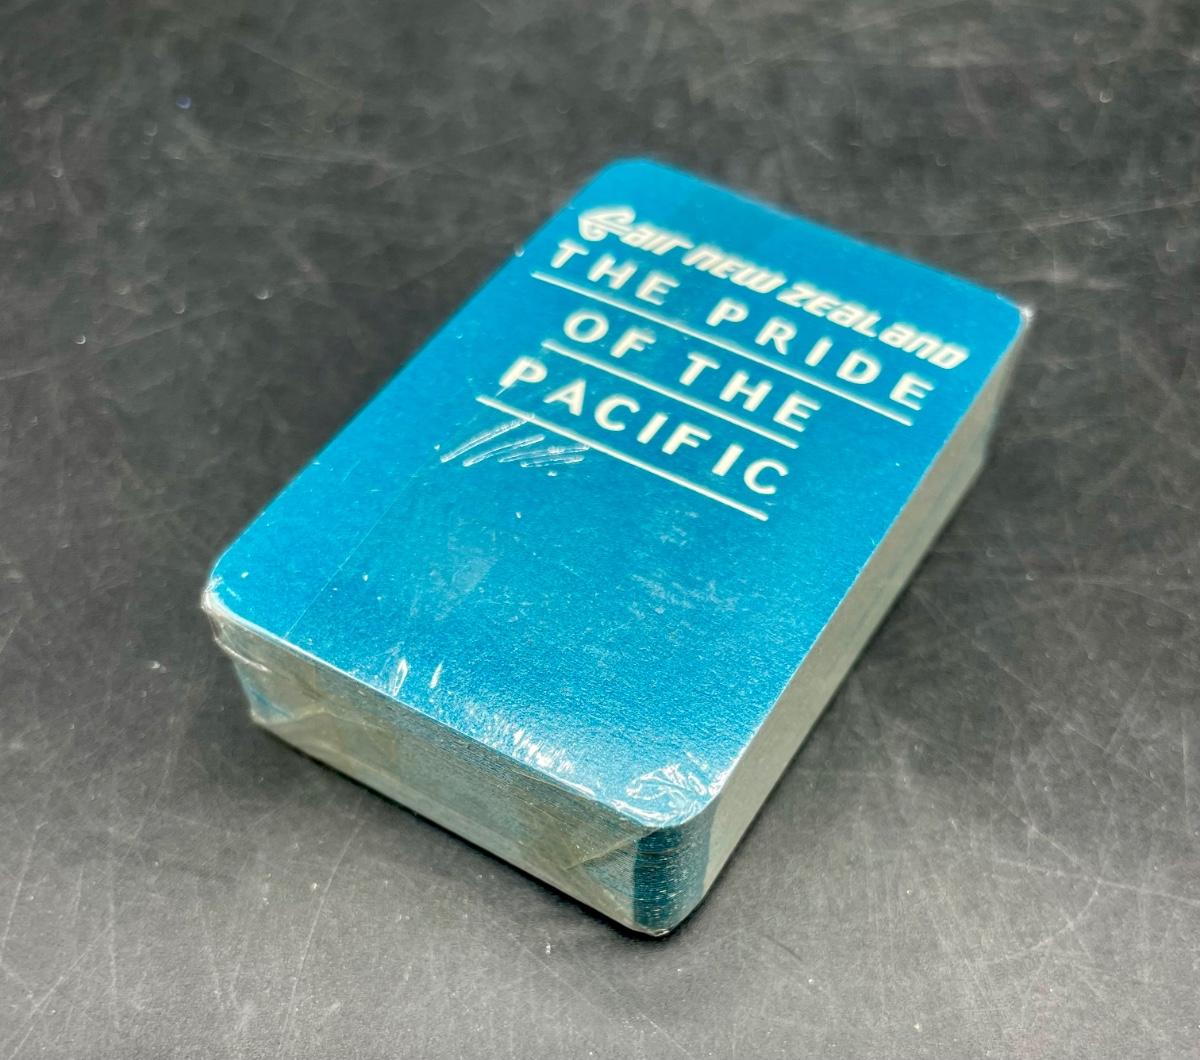 air new zealand
THE PRIDE
OF THE
PACIFIC